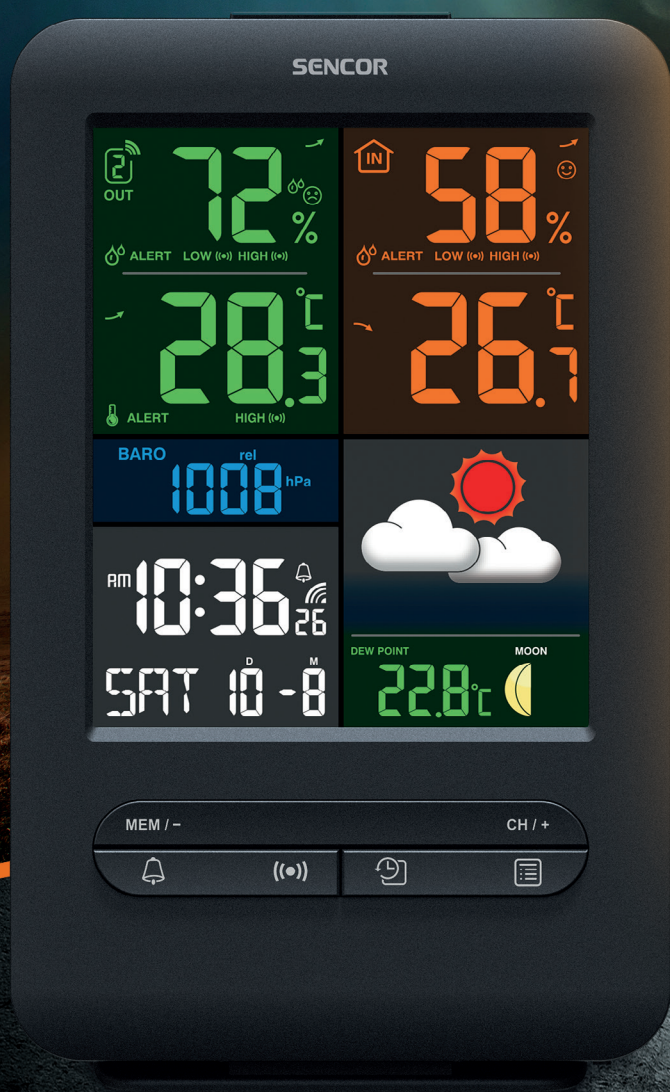 SENCOR
2
OUT
72 %
ALERT LOW HIGH
28.3 °C
ALERT HIGH
IN
58 %
ALERT LOW HIGH
26.7 °C
BARO rel
1008 hPa
AM 10:36 26
D M
SAT 10 -8
DEW POINT MOON
22.8 °C
MEM / – CH / +